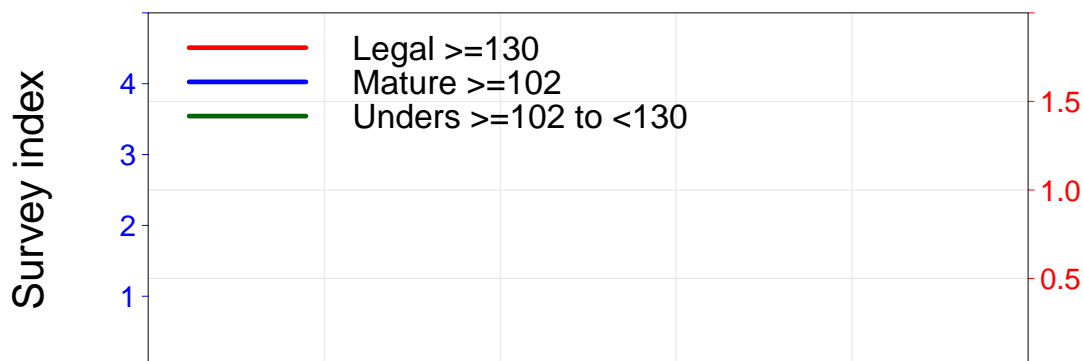 Legal >=130
Mature >=102
Unders >=102 to <130
Survey index
4
3
2
1
1.5
1.0
0.5